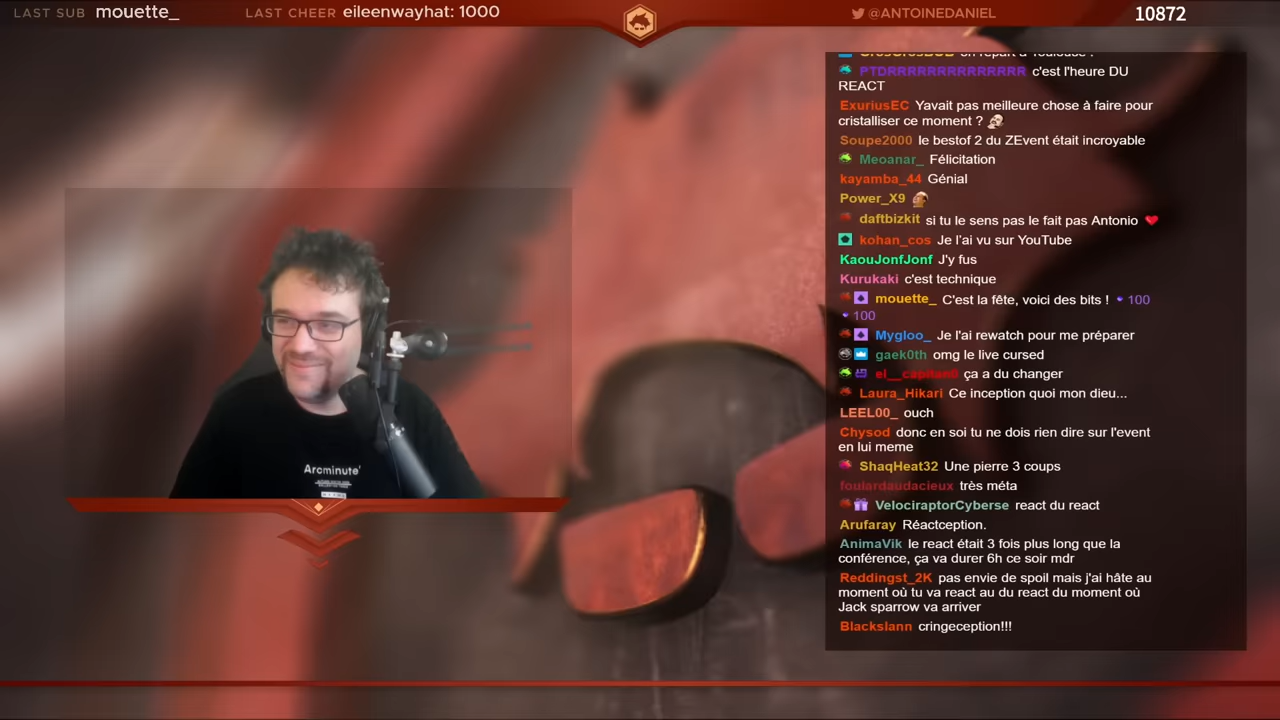 LAST SUB mouette_ LAST CHEER eileenwayhat: 1000 @ANTOINEDANIEL 10872
PTDRRRRRRRRRRRRRRR c'est l'heure DU
REACT
ExuriusEC Yavait pas meilleure chose à faire pour
cristalliser ce moment ?
Soupe2000 le bestof 2 du ZEvent était incroyable
Meoanar_ Félicitation
kayamba_44 Génial
Power_X9
daftbizkit si tu le sens pas le fait pas Antonio
kohan_cos Je l'ai vu sur YouTube
KaouJonfJonf J'y fus
Kurukaki c'est technique
mouette_ C'est la fête, voici des bits ! 100
100
Mygloo_ Je l'ai rewatch pour me préparer
gaek0th omg le live cursed
ça a du changer
Laura_Hikari Ce inception quoi mon dieu...
LEEL00_ ouch
Chysod donc en soi tu ne dois rien dire sur l'event
en lui meme
ShaqHeat32 Une pierre 3 coups
foulardaudacieux très méta
VelociraptorCyberse react du react
Arufaray Réactception.
AnimaVik le react était 3 fois plus long que la
conférence, ça va durer 6h ce soir mdr
Reddingst_2K pas envie de spoil mais j'ai hâte au
moment où tu va react au du react du moment où
Jack sparrow va arriver
Blackslann cringeception!!!
Arcminute'